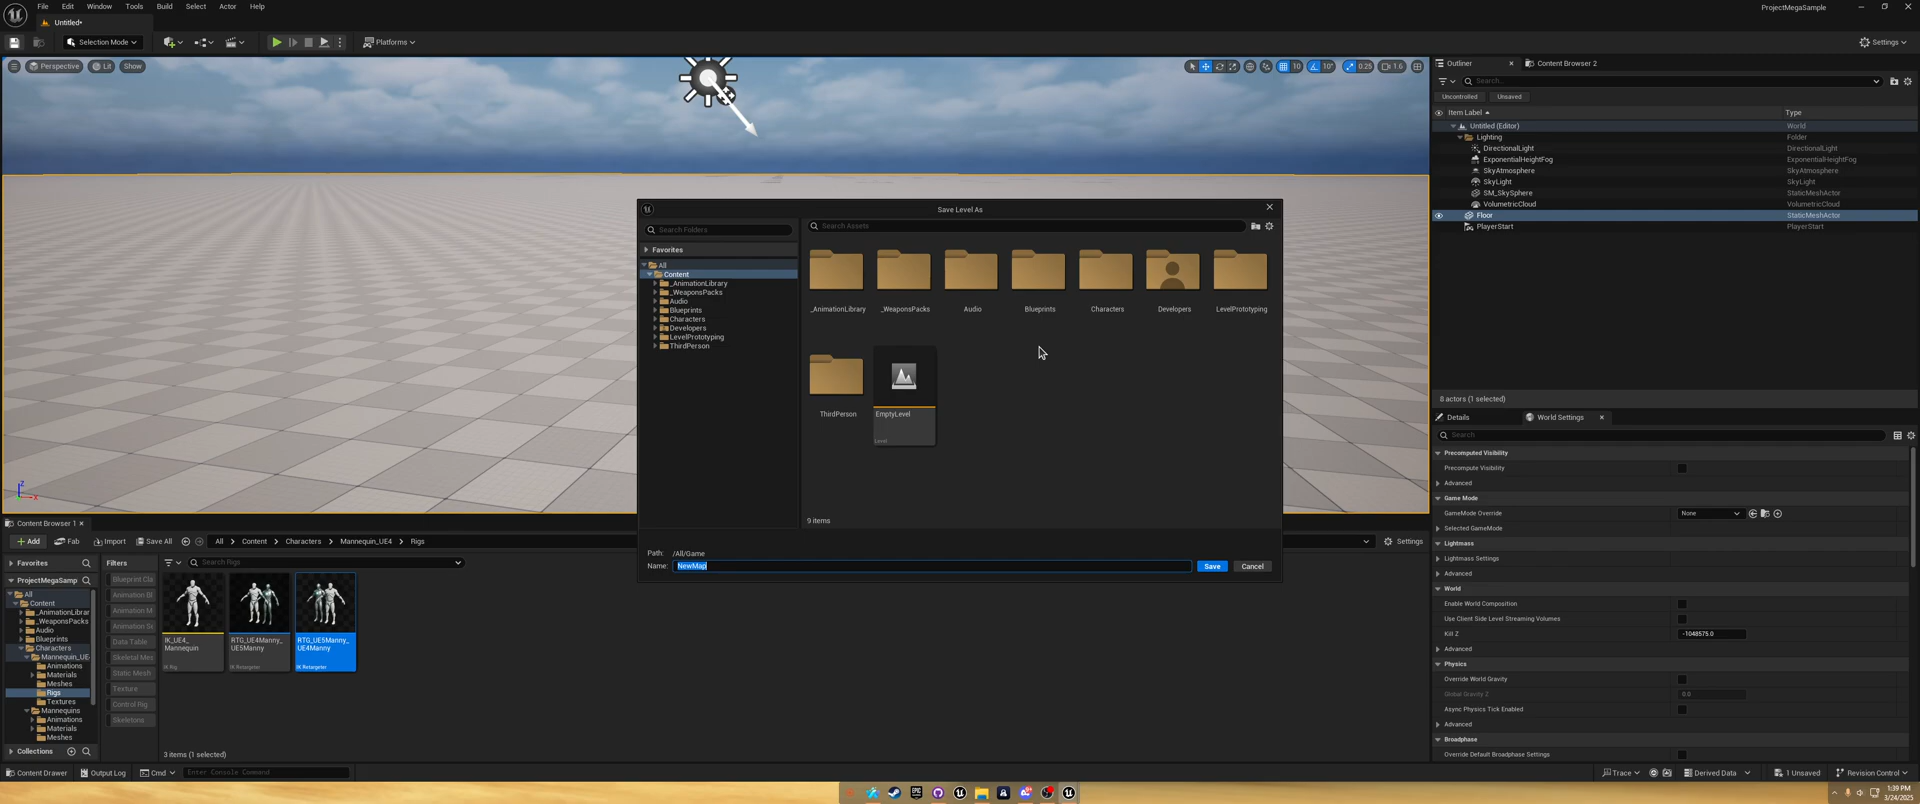 File Edit Window Tools Build Select Actor Help
ProjectMegaSample
Untitled*
Selection Mode
Platforms
Settings
Perspective Lit Show
10 10° 0.25 1.6
Outliner
Content Browser 2
Search...
Uncontrolled Unsaved
Item Label Type
Untitled (Editor) World
Lighting Folder
DirectionalLight DirectionalLight
ExponentialHeightFog ExponentialHeightFog
SkyAtmosphere SkyAtmosphere
SkyLight SkyLight
SM_SkySphere StaticMeshActor
VolumetricCloud VolumetricCloud
Floor StaticMeshActor
PlayerStart PlayerStart
8 actors (1 selected)
Save Level As
Search Folders
Search Assets
Favorites
All
Content
_AnimationLibrary
_WeaponsPacks
Audio
Blueprints
Characters
Developers
LevelPrototyping
ThirdPerson
_AnimationLibrary _WeaponsPacks Audio Blueprints Characters Developers LevelPrototyping
ThirdPerson
EmptyLevel
Level
9 items
Path: /All/Game
Name: NewMap
Save Cancel
Details
World Settings
Search
Precomputed Visibility
Precompute Visibility
Advanced
Game Mode
GameMode Override None
Selected GameMode
Lightmass
Lightmass Settings
Advanced
World
Enable World Composition
Use Client Side Level Streaming Volumes
Kill Z -1048575.0
Advanced
Physics
Override World Gravity
Global Gravity Z 0.0
Async Physics Tick Enabled
Advanced
Broadphase
Override Default Broadphase Settings
Content Browser 1
Add Fab Import Save All All Content Characters Mannequin_UE4 Rigs
Settings
Favorites
ProjectMegaSamp
All
Content
_AnimationLibrar
_WeaponsPacks
Audio
Blueprints
Characters
Mannequin_UE
Animations
Materials
Meshes
Rigs
Textures
Mannequins
Animations
Materials
Meshes
Collections
Filters
Blueprint Cla
Animation Bl
Animation M
Animation Se
Data Table
Skeletal Mes
Static Mesh
Texture
Control Rig
Skeletons
Search Rigs
IK_UE4_
Mannequin
IK Rig
RTG_UE4Manny_
UE5Manny
IK Retargeter
RTG_UE5Manny_
UE4Manny
IK Retargeter
3 items (1 selected)
Content Drawer Output Log Cmd Enter Console Command
Trace Derived Data 1 Unsaved Revision Control
1:39 PM
3/24/2025